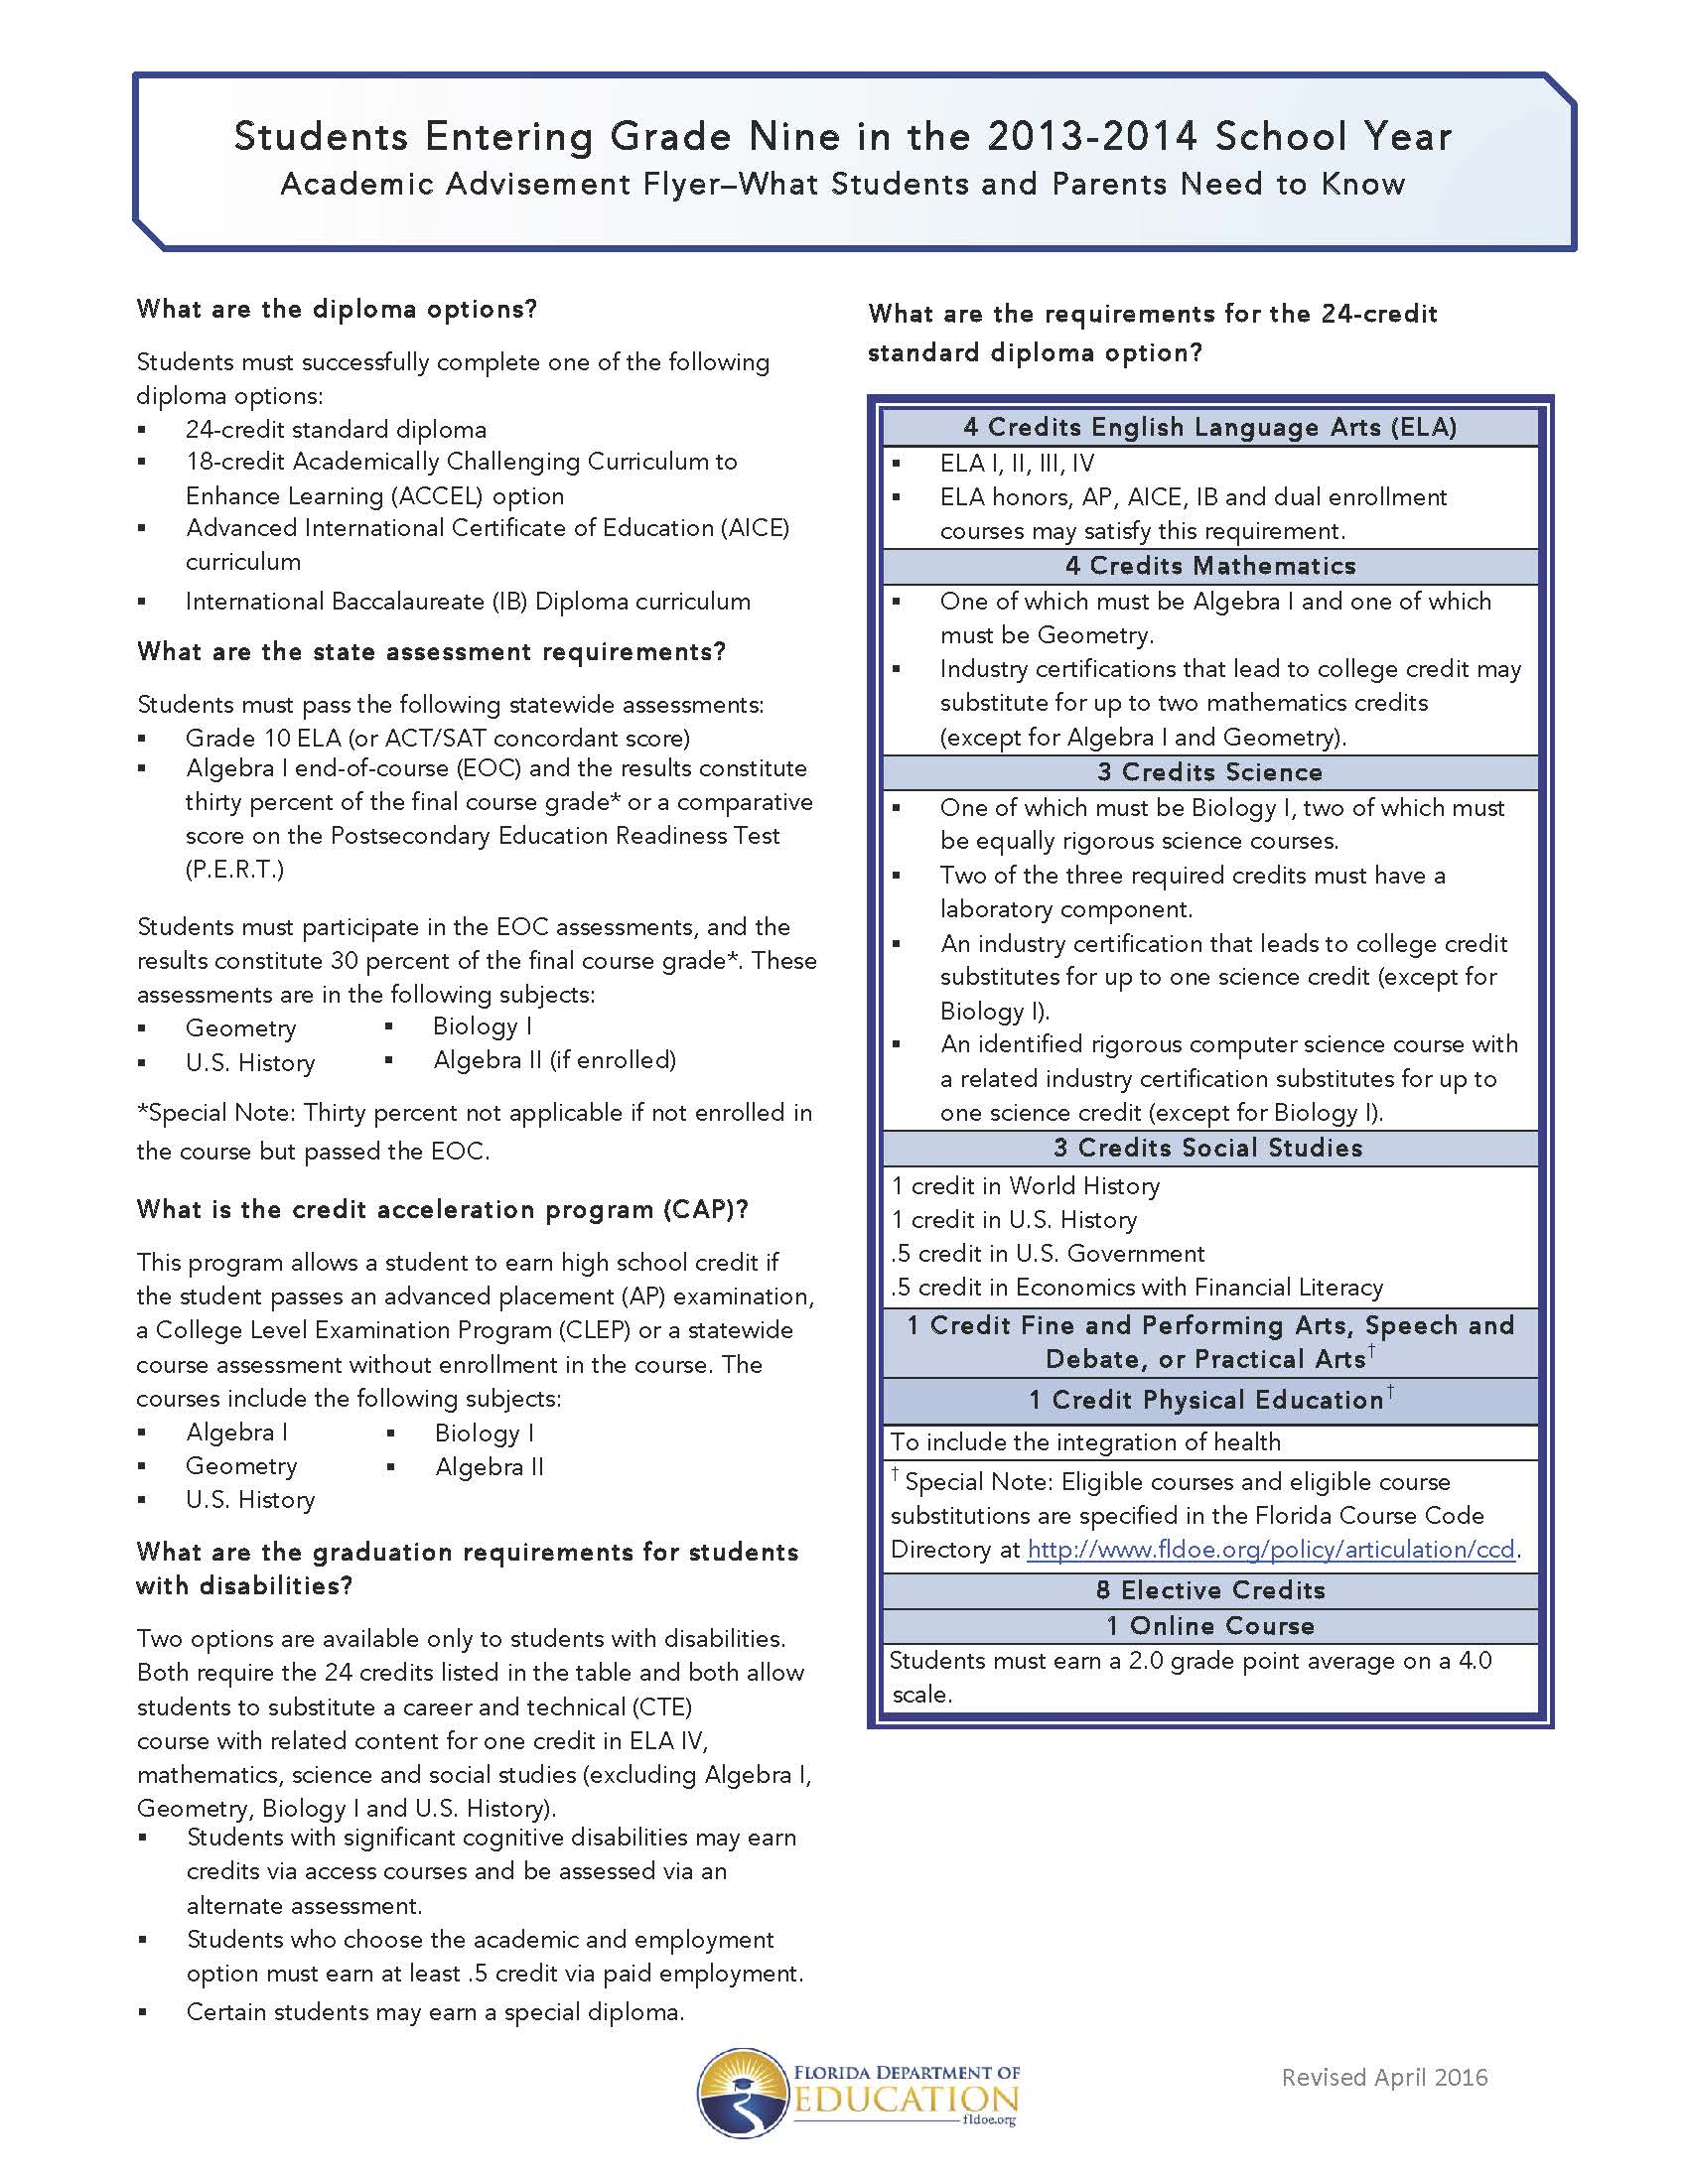 Students Entering Grade Nine in the 2013-2014 School Year
Academic Advisement Flyer–What Students and Parents Need to Know
What are the diploma options?
Students must successfully complete one of the following
diploma options:
▪ 24-credit standard diploma
▪ 18-credit Academically Challenging Curriculum to
Enhance Learning (ACCEL) option
▪ Advanced International Certificate of Education (AICE)
curriculum
▪ International Baccalaureate (IB) Diploma curriculum
What are the state assessment requirements?
Students must pass the following statewide assessments:
▪ Grade 10 ELA (or ACT/SAT concordant score)
▪ Algebra I end-of-course (EOC) and the results constitute
thirty percent of the final course grade* or a comparative
score on the Postsecondary Education Readiness Test
(P.E.R.T.)
Students must participate in the EOC assessments, and the
results constitute 30 percent of the final course grade*. These
assessments are in the following subjects:
▪ Geometry ▪ Biology I
▪ U.S. History ▪ Algebra II (if enrolled)
*Special Note: Thirty percent not applicable if not enrolled in
the course but passed the EOC.
What is the credit acceleration program (CAP)?
This program allows a student to earn high school credit if
the student passes an advanced placement (AP) examination,
a College Level Examination Program (CLEP) or a statewide
course assessment without enrollment in the course. The
courses include the following subjects:
▪ Algebra I ▪ Biology I
▪ Geometry ▪ Algebra II
▪ U.S. History
What are the graduation requirements for students
with disabilities?
Two options are available only to students with disabilities.
Both require the 24 credits listed in the table and both allow
students to substitute a career and technical (CTE)
course with related content for one credit in ELA IV,
mathematics, science and social studies (excluding Algebra I,
Geometry, Biology I and U.S. History).
▪ Students with significant cognitive disabilities may earn
credits via access courses and be assessed via an
alternate assessment.
▪ Students who choose the academic and employment
option must earn at least .5 credit via paid employment.
▪ Certain students may earn a special diploma.
What are the requirements for the 24-credit
standard diploma option?
4 Credits English Language Arts (ELA)
▪ ELA I, II, III, IV
▪ ELA honors, AP, AICE, IB and dual enrollment
courses may satisfy this requirement.
4 Credits Mathematics
▪ One of which must be Algebra I and one of which
must be Geometry.
▪ Industry certifications that lead to college credit may
substitute for up to two mathematics credits
(except for Algebra I and Geometry).
3 Credits Science
▪ One of which must be Biology I, two of which must
be equally rigorous science courses.
▪ Two of the three required credits must have a
laboratory component.
▪ An industry certification that leads to college credit
substitutes for up to one science credit (except for
Biology I).
▪ An identified rigorous computer science course with
a related industry certification substitutes for up to
one science credit (except for Biology I).
3 Credits Social Studies
1 credit in World History
1 credit in U.S. History
.5 credit in U.S. Government
.5 credit in Economics with Financial Literacy
1 Credit Fine and Performing Arts, Speech and
Debate, or Practical Arts†
1 Credit Physical Education†
To include the integration of health
† Special Note: Eligible courses and eligible course
substitutions are specified in the Florida Course Code
Directory at http://www.fldoe.org/policy/articulation/ccd.
8 Elective Credits
1 Online Course
Students must earn a 2.0 grade point average on a 4.0
scale.
FLORIDA DEPARTMENT OF
EDUCATION
fldoe.org
Revised April 2016